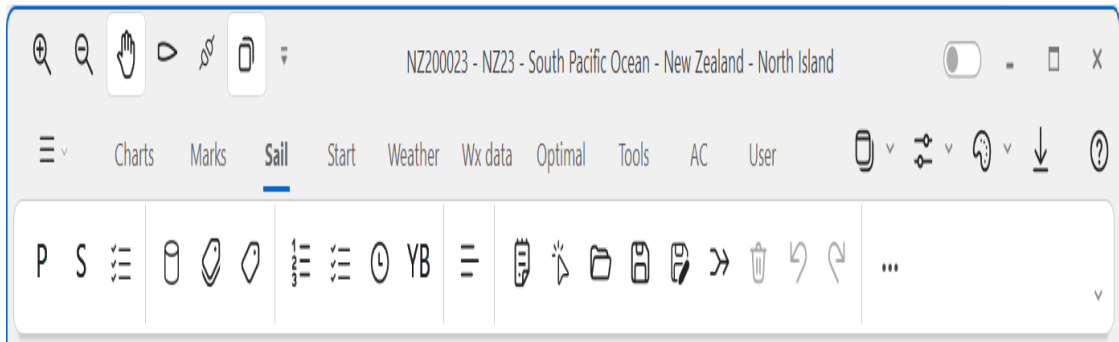 NZ200023 - NZ23 - South Pacific Ocean - New Zealand - North Island
Charts Marks Sail Start Weather Wx data Optimal Tools AC User
P S YB ...